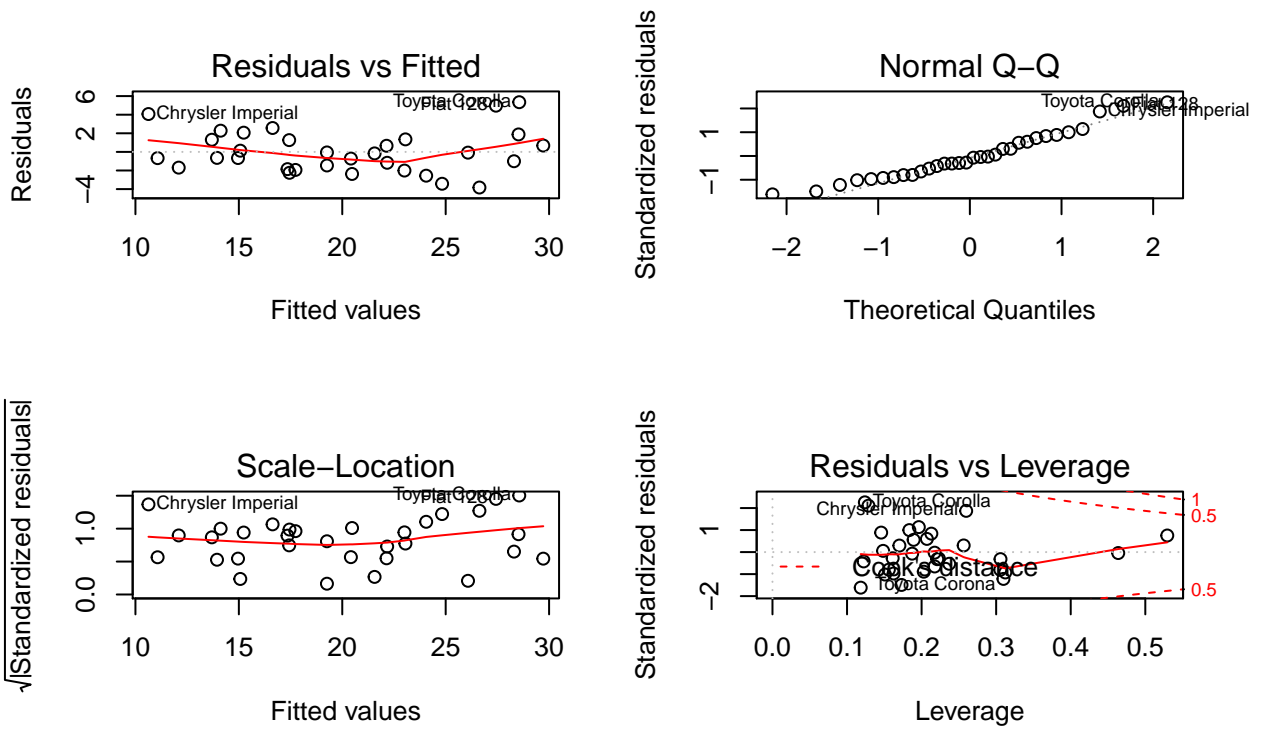 Residuals vs Fitted
Residuals
6
2
−4
Toyota Corolla
Fiat 128
Chrysler Imperial
10 15 20 25 30
Fitted values
Normal Q−Q
Standardized residuals
1
−1
Toyota Corolla
Fiat 128
Chrysler Imperial
−2 −1 0 1 2
Theoretical Quantiles
Scale−Location
√|Standardized residuals|
1.0
0.0
Toyota Corolla
Fiat 128
Chrysler Imperial
10 15 20 25 30
Fitted values
Residuals vs Leverage
Standardized residuals
1
−2
Toyota Corolla
Chrysler Imperial
Cook's distance
Toyota Corona
1
0.5
0.5
0.0 0.1 0.2 0.3 0.4 0.5
Leverage